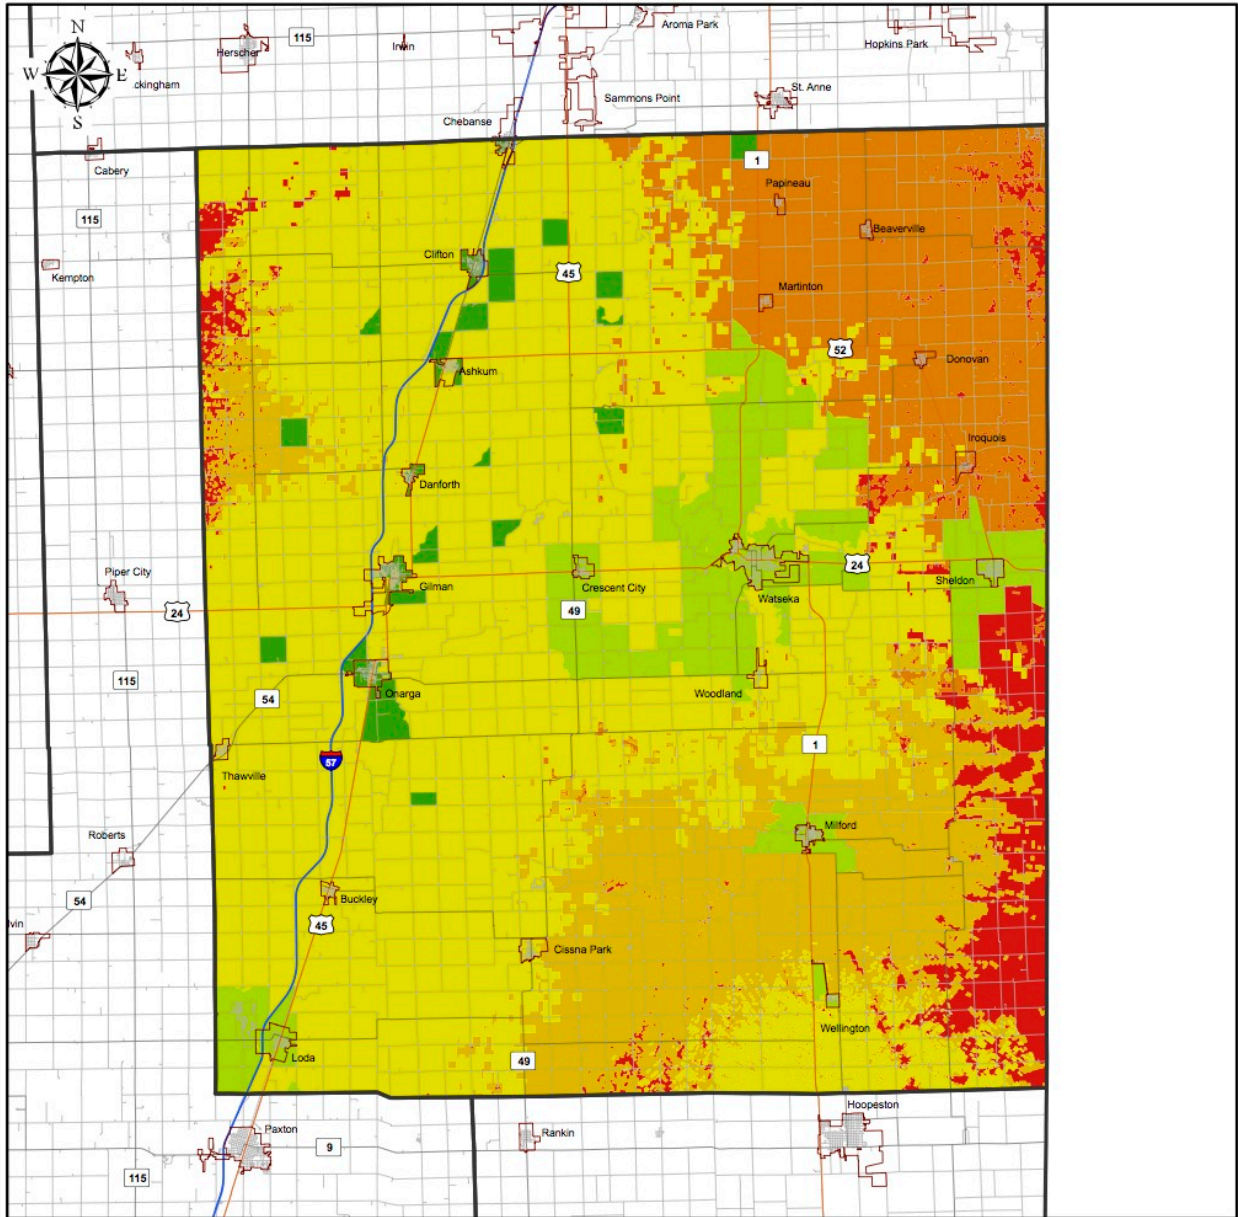 N
W E
S
115
Herscher
Irwin
Aroma Park
Hopkins Park
ckingham
Sammons Point
St. Anne
Chebanse
Cabery
1
Papineau
115
Beaverville
Clifton
45
Kempton
Martinton
52
Donovan
Ashkum
Iroquois
Danforth
Piper City
Gilman
Crescent City
24
Sheldon
Watseka
24
49
115
54
Onarga
Woodland
1
57
Thawville
Roberts
Milford
54
Buckley
45
lvin
Cissna Park
Wellington
Loda
49
Hoopeston
Paxton
9
Rankin
115